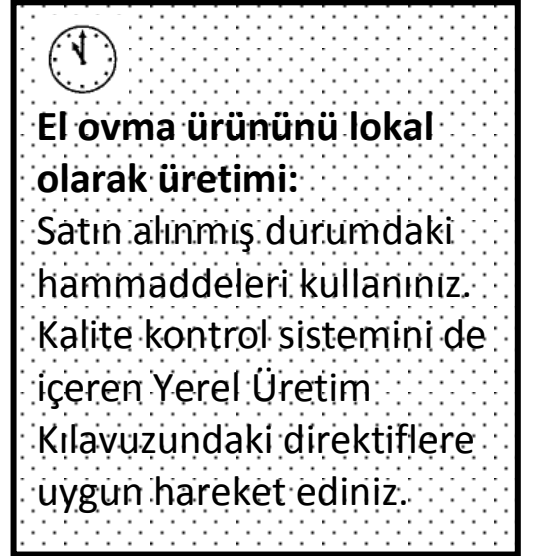 El ovma ürününü lokal
olarak üretimi:
Satın alınmış durumdaki
hammaddeleri kullanınız.
Kalite kontrol sistemini de
içeren Yerel Üretim
Kılavuzundaki direktiflere
uygun hareket ediniz.